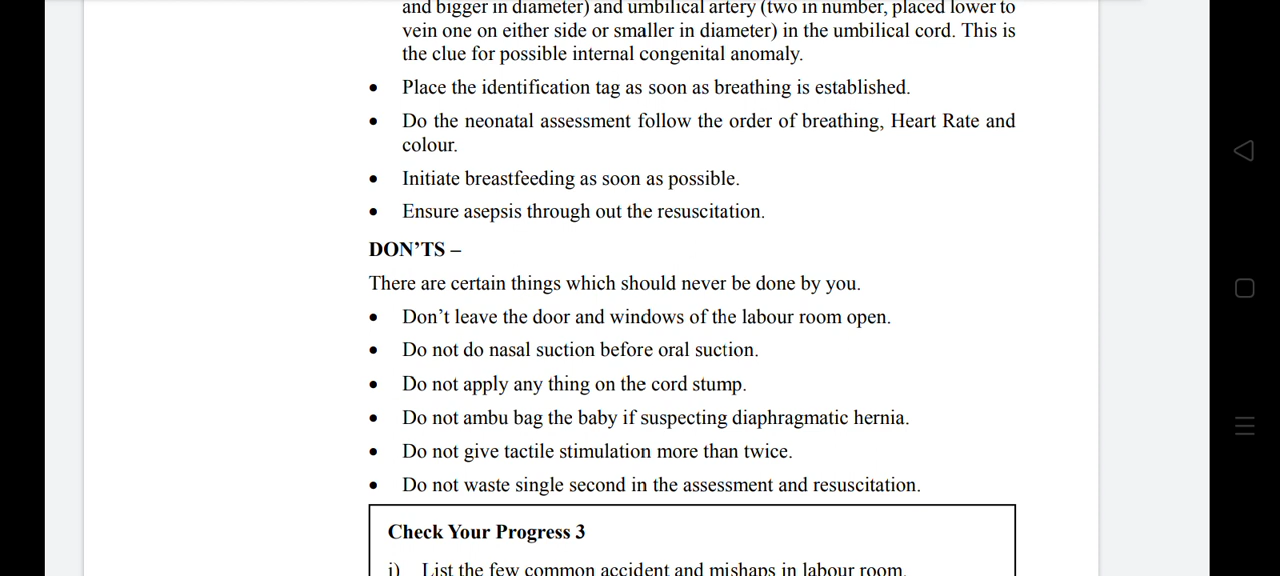 and bigger in diameter) and umbilical artery (two in number, placed lower to
vein one on either side or smaller in diameter) in the umbilical cord. This is
the clue for possible internal congenital anomaly.
• Place the identification tag as soon as breathing is established.
• Do the neonatal assessment follow the order of breathing, Heart Rate and
colour.
• Initiate breastfeeding as soon as possible.
• Ensure asepsis through out the resuscitation.
DON’TS –
There are certain things which should never be done by you.
• Don’t leave the door and windows of the labour room open.
• Do not do nasal suction before oral suction.
• Do not apply any thing on the cord stump.
• Do not ambu bag the baby if suspecting diaphragmatic hernia.
• Do not give tactile stimulation more than twice.
• Do not waste single second in the assessment and resuscitation.
Check Your Progress 3
i) List the few common accident and mishaps in labour room.